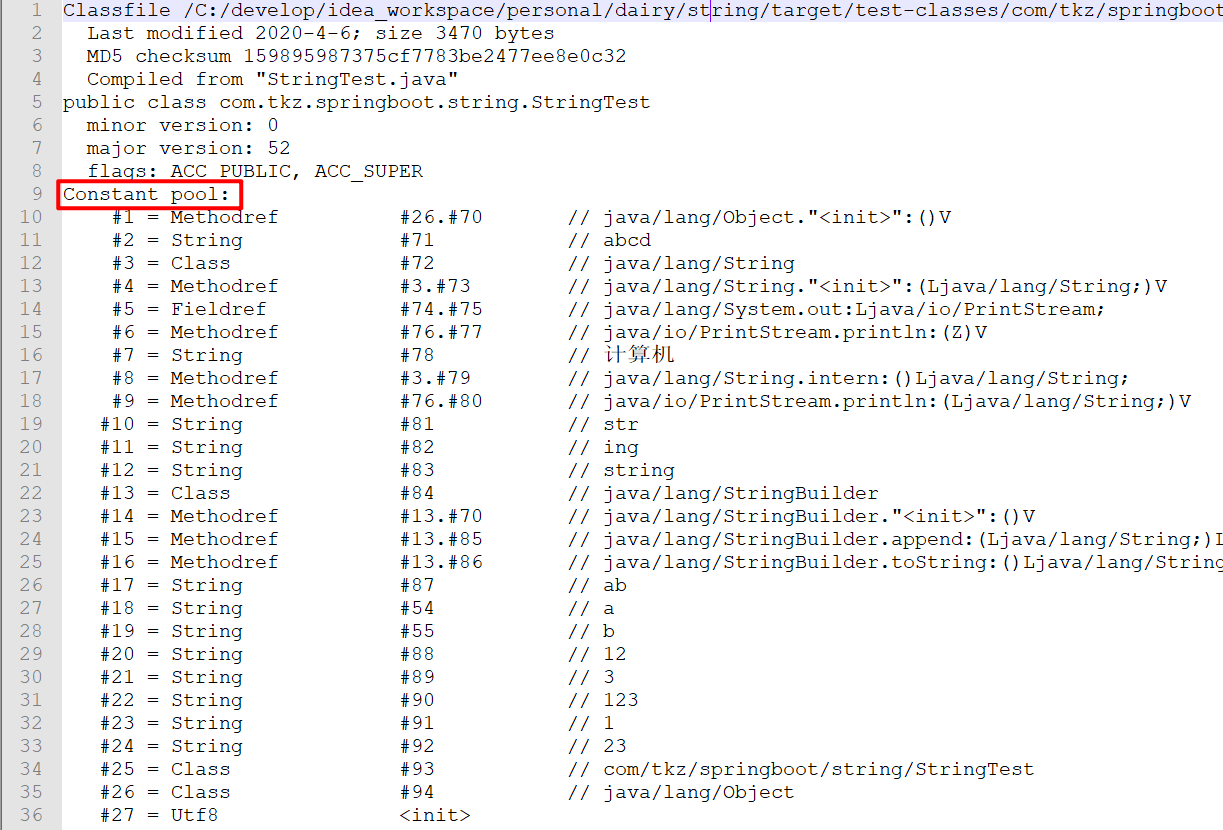 1 Classfile /C:/develop/idea_workspace/personal/dairy/string/target/test-classes/com/tkz/springboot
2 Last modified 2020-4-6; size 3470 bytes
3 MD5 checksum 159895987375cf7783be2477ee8e0c32
4 Compiled from "StringTest.java"
5 public class com.tkz.springboot.string.StringTest
6 minor version: 0
7 major version: 52
8 flags: ACC_PUBLIC, ACC_SUPER
9 Constant pool:
10 #1 = Methodref #26.#70 // java/lang/Object."<init>":()V
11 #2 = String #71 // abcd
12 #3 = Class #72 // java/lang/String
13 #4 = Methodref #3.#73 // java/lang/String."<init>":(Ljava/lang/String;)V
14 #5 = Fieldref #74.#75 // java/lang/System.out:Ljava/io/PrintStream;
15 #6 = Methodref #76.#77 // java/io/PrintStream.println:(Z)V
16 #7 = String #78 // 计算机
17 #8 = Methodref #3.#79 // java/lang/String.intern:()Ljava/lang/String;
18 #9 = Methodref #76.#80 // java/io/PrintStream.println:(Ljava/lang/String;)V
19 #10 = String #81 // str
20 #11 = String #82 // ing
21 #12 = String #83 // string
22 #13 = Class #84 // java/lang/StringBuilder
23 #14 = Methodref #13.#70 // java/lang/StringBuilder."<init>":()V
24 #15 = Methodref #13.#85 // java/lang/StringBuilder.append:(Ljava/lang/String;)L
25 #16 = Methodref #13.#86 // java/lang/StringBuilder.toString:()Ljava/lang/String
26 #17 = String #87 // ab
27 #18 = String #54 // a
28 #19 = String #55 // b
29 #20 = String #88 // 12
30 #21 = String #89 // 3
31 #22 = String #90 // 123
32 #23 = String #91 // 1
33 #24 = String #92 // 23
34 #25 = Class #93 // com/tkz/springboot/string/StringTest
35 #26 = Class #94 // java/lang/Object
36 #27 = Utf8 <init>